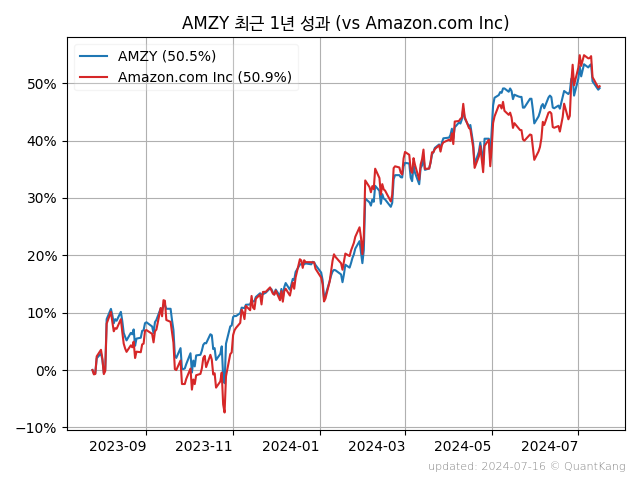 AMZY 최근 1년 성과 (vs Amazon.com Inc)
AMZY (50.5%)
Amazon.com Inc (50.9%)
50%
40%
30%
20%
10%
0%
−10%
2023-09 2023-11 2024-01 2024-03 2024-05 2024-07
updated: 2024-07-16 © QuantKang